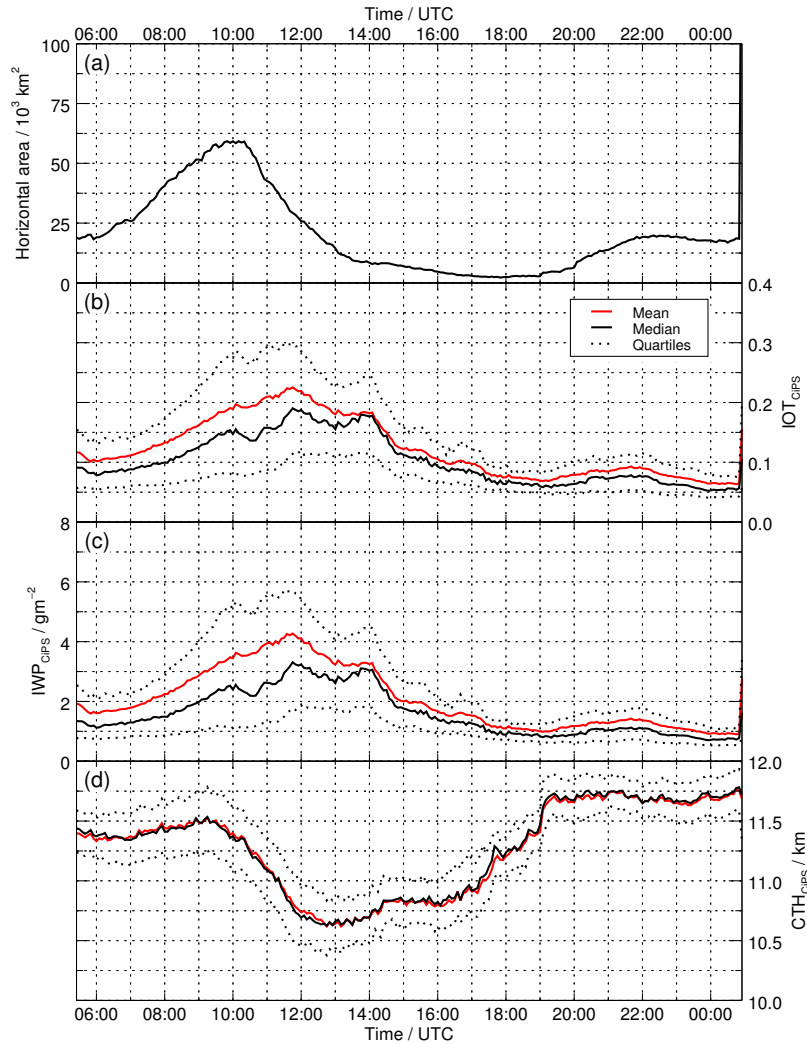 Time / UTC
06:00 08:00 10:00 12:00 14:00 16:00 18:00 20:00 22:00 00:00
(a)
Horizontal area / 10³ km²
100
75
50
25
0
(b)
Mean
Median
Quartiles
IOT_CiPS
0.4
0.3
0.2
0.1
0.0
(c)
IWP_CiPS / gm⁻²
8
6
4
2
0
(d)
CTH_CiPS / km
12.0
11.5
11.0
10.5
10.0
06:00 08:00 10:00 12:00 14:00 16:00 18:00 20:00 22:00 00:00
Time / UTC